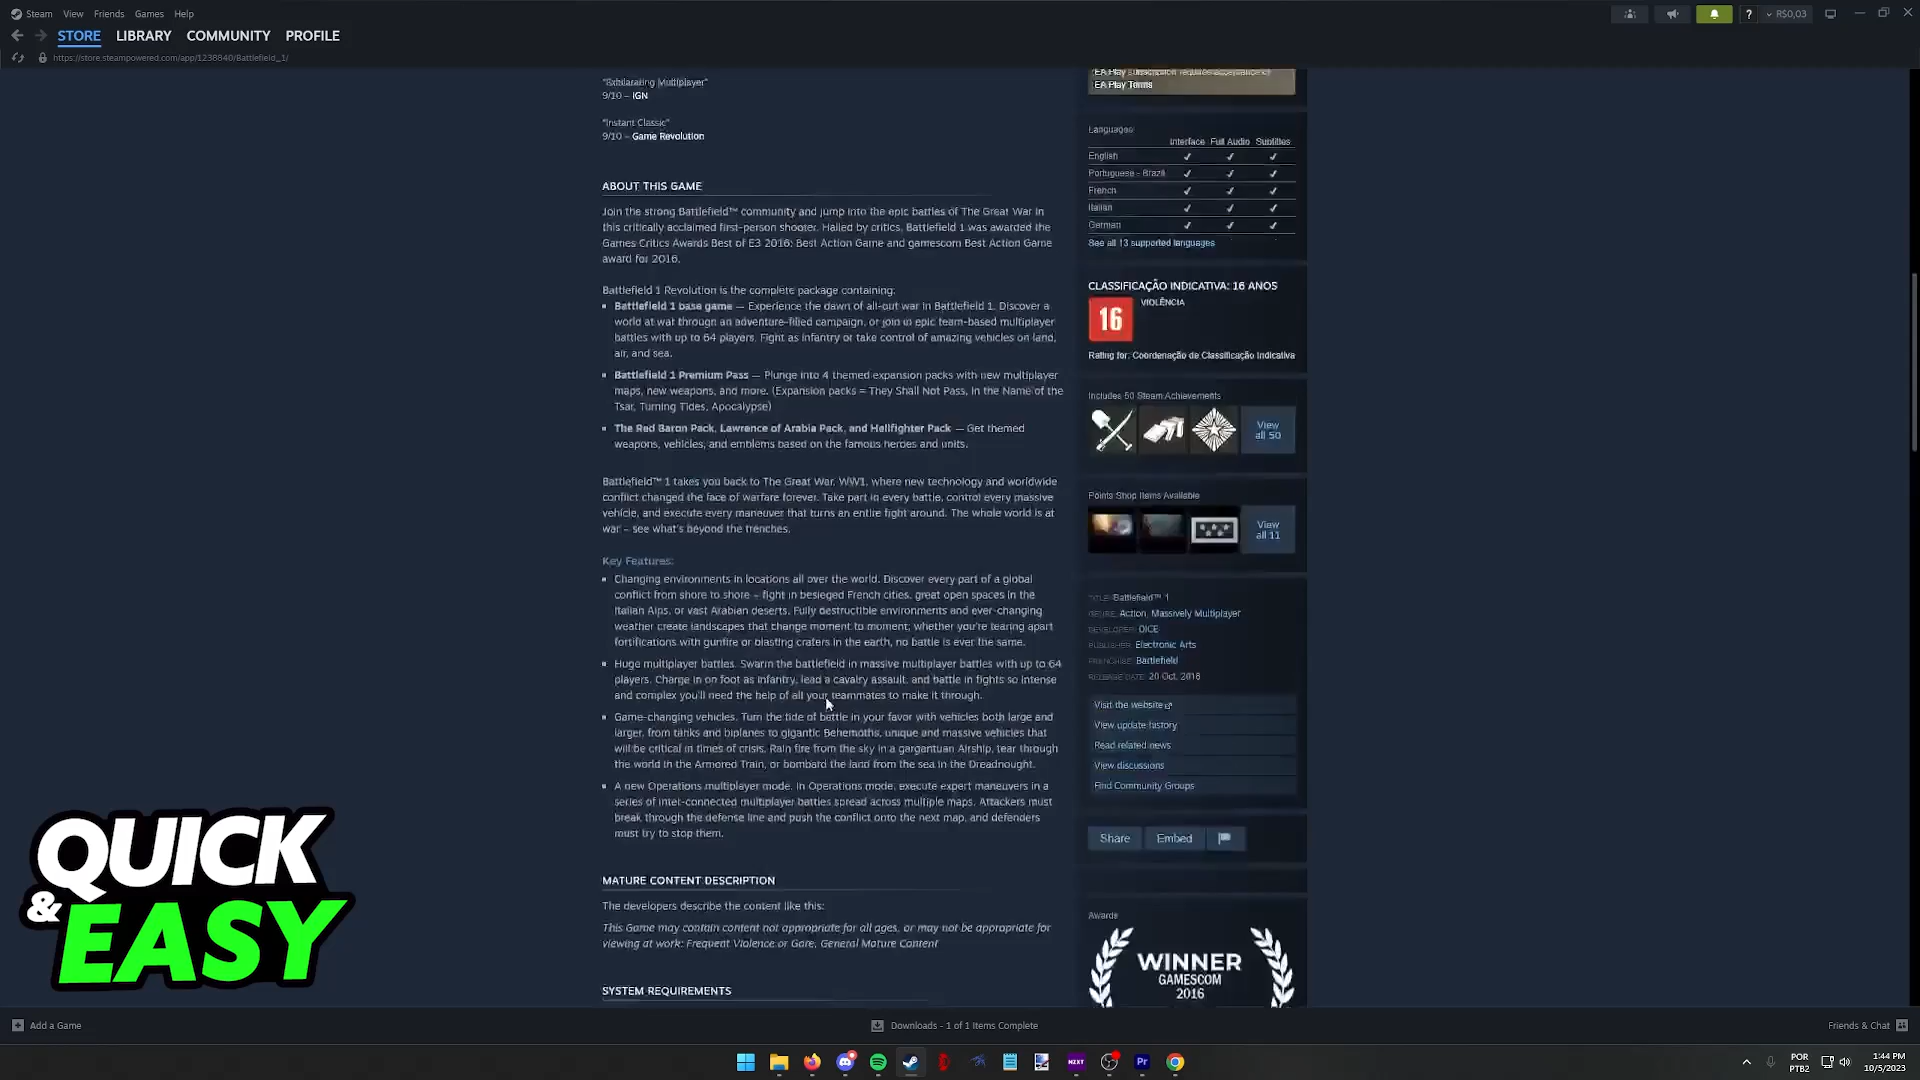 Steam View Friends Games Help
? R$0,03
STORE LIBRARY COMMUNITY PROFILE
https://store.steampowered.com/app/1238840/Battlefield_1/
"Exhilarating Multiplayer"
9/10 – IGN
"Instant Classic"
9/10 – Game Revolution
ABOUT THIS GAME
Join the strong Battlefield™ community and jump into the epic battles of The Great War in
this critically acclaimed first-person shooter. Hailed by critics, Battlefield 1 was awarded the
Games Critics Awards Best of E3 2016: Best Action Game and gamescom Best Action Game
award for 2016.
Battlefield 1 Revolution is the complete package containing:
Battlefield 1 base game — Experience the dawn of all-out war in Battlefield 1. Discover a
world at war through an adventure-filled campaign, or join in epic team-based multiplayer
battles with up to 64 players. Fight as infantry or take control of amazing vehicles on land,
air, and sea.
Battlefield 1 Premium Pass — Plunge into 4 themed expansion packs with new multiplayer
maps, new weapons, and more. (Expansion packs = They Shall Not Pass, In the Name of the
Tsar, Turning Tides, Apocalypse)
The Red Baron Pack, Lawrence of Arabia Pack, and Hellfighter Pack — Get themed
weapons, vehicles, and emblems based on the famous heroes and units.
Battlefield™ 1 takes you back to The Great War, WW1, where new technology and worldwide
conflict changed the face of warfare forever. Take part in every battle, control every massive
vehicle, and execute every maneuver that turns an entire fight around. The whole world is at
war – see what's beyond the trenches.
Key Features:
Changing environments in locations all over the world. Discover every part of a global
conflict from shore to shore – fight in besieged French cities, great open spaces in the
Italian Alps, or vast Arabian deserts. Fully destructible environments and ever-changing
weather create landscapes that change moment to moment; whether you're tearing apart
fortifications with gunfire or blasting craters in the earth, no battle is ever the same.
Huge multiplayer battles. Swarm the battlefield in massive multiplayer battles with up to 64
players. Charge in on foot as infantry, lead a cavalry assault, and battle in fights so intense
and complex you'll need the help of all your teammates to make it through.
Game-changing vehicles. Turn the tide of battle in your favor with vehicles both large and
larger, from tanks and biplanes to gigantic Behemoths, unique and massive vehicles that
will be critical in times of crisis. Rain fire from the sky in a gargantuan Airship, tear through
the world in the Armored Train, or bombard the land from the sea in the Dreadnought.
A new Operations multiplayer mode. In Operations mode, execute expert maneuvers in a
series of inter-connected multiplayer battles spread across multiple maps. Attackers must
break through the defense line and push the conflict onto the next map, and defenders
must try to stop them.
MATURE CONTENT DESCRIPTION
The developers describe the content like this:
This Game may contain content not appropriate for all ages, or may not be appropriate for
viewing at work: Frequent Violence or Gore, General Mature Content
SYSTEM REQUIREMENTS
EA Play subscription requires acceptance of
EA Play Terms
Languages
Interface Full Audio Subtitles
English ✔ ✔ ✔
Portuguese - Brazil ✔ ✔ ✔
French ✔ ✔ ✔
Italian ✔ ✔ ✔
German ✔ ✔ ✔
See all 13 supported languages
CLASSIFICAÇÃO INDICATIVA: 16 ANOS
16 VIOLÊNCIA
Rating for: Coordenação de Classificação Indicativa
Includes 50 Steam Achievements
View
all 50
Points Shop Items Available
View
all 11
TITLE: Battlefield™ 1
GENRE: Action, Massively Multiplayer
DEVELOPER: DICE
PUBLISHER: Electronic Arts
FRANCHISE: Battlefield
RELEASE DATE: 20 Oct, 2016
Visit the website
View update history
Read related news
View discussions
Find Community Groups
Share Embed
Awards
WINNER
GAMESCOM
2016
QUICK
& EASY
Add a Game
Downloads - 1 of 1 Items Complete
Friends & Chat
NZXT
Pr
POR
PTB2
1:44 PM
10/5/2023